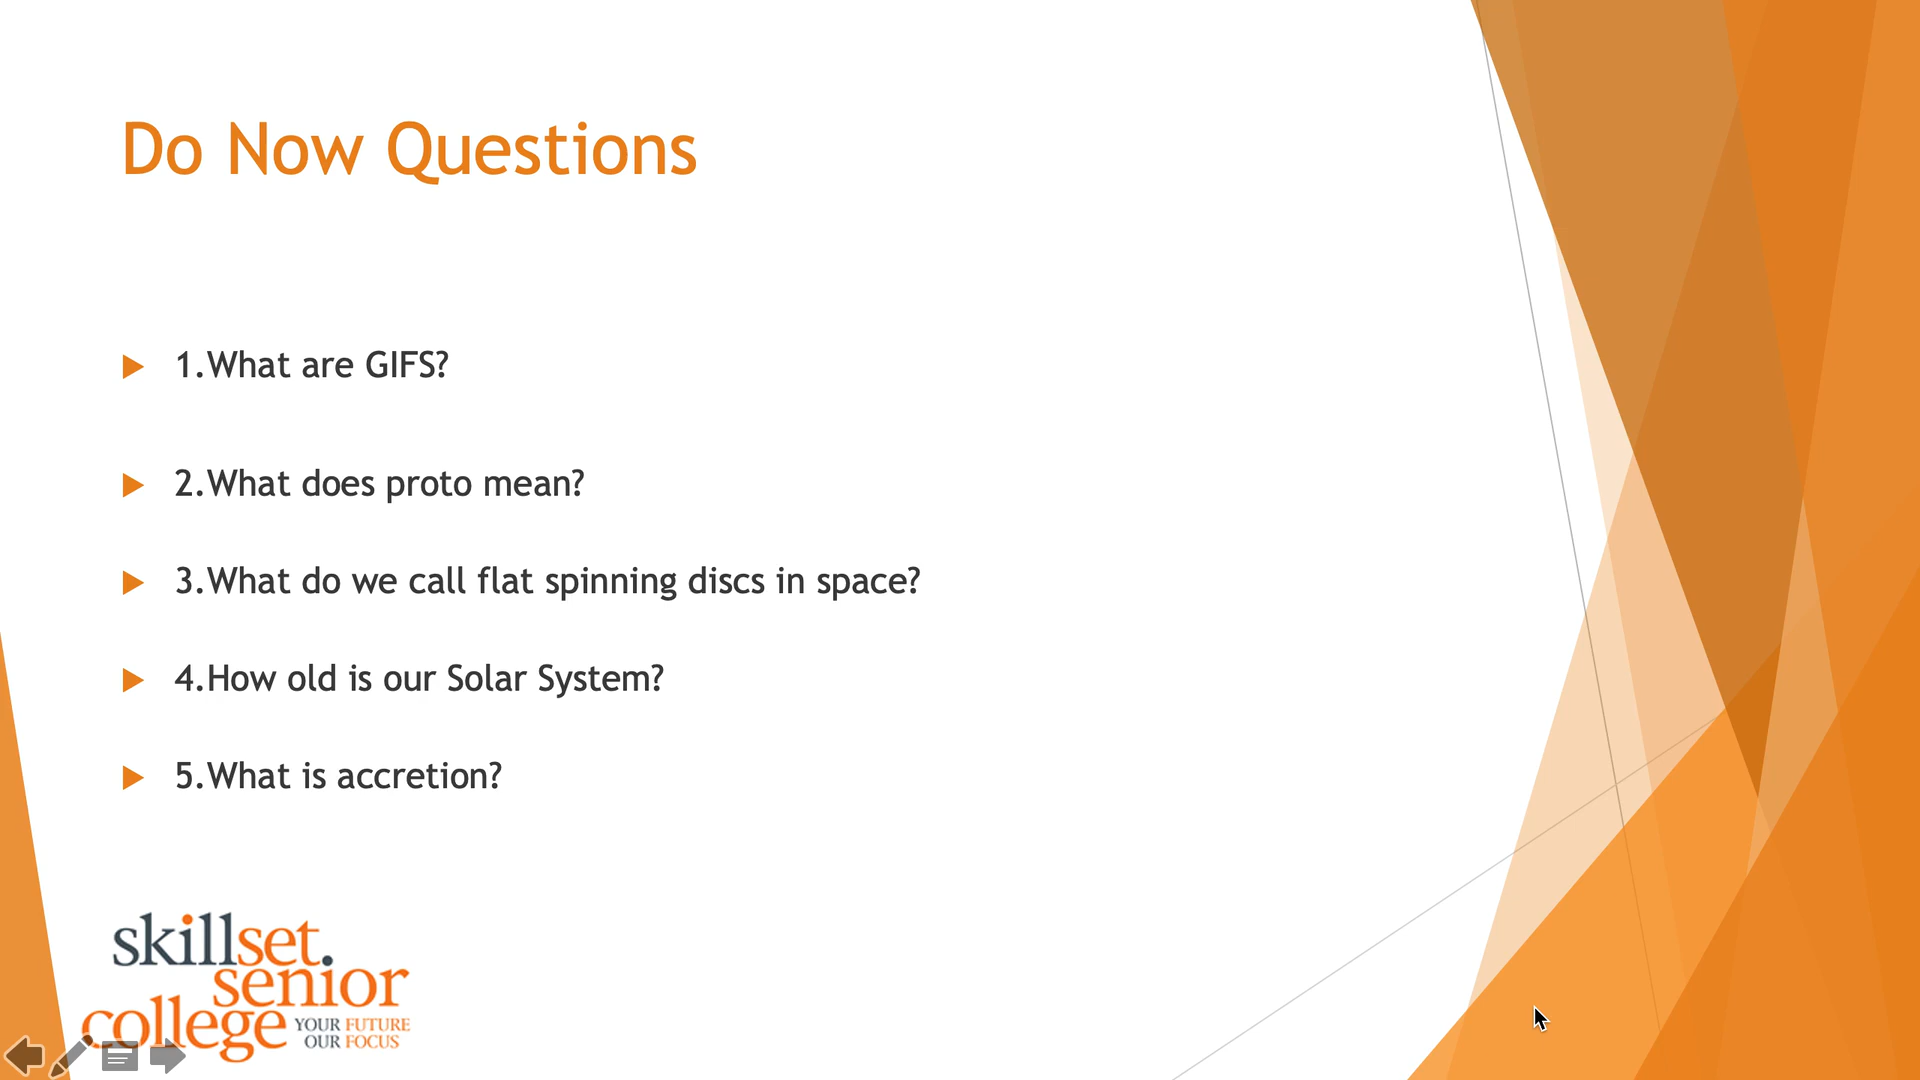 Do Now Questions
1.What are GIFS?
2.What does proto mean?
3.What do we call flat spinning discs in space?
4.How old is our Solar System?
5.What is accretion?
skillset.
senior
college YOUR FUTURE
OUR FOCUS